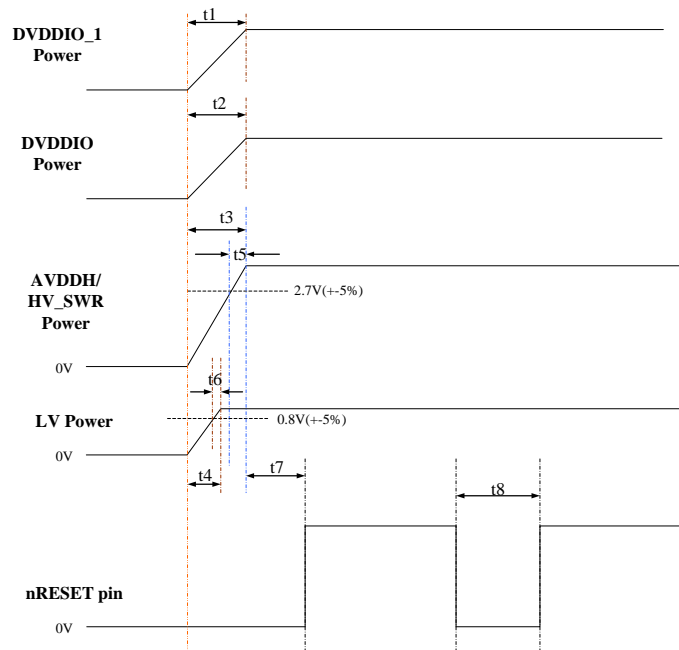 t1
DVDDIO_1
Power
t2
DVDDIO
Power
t3
t5
AVDDH/
HV_SWR
Power
2.7V(+-5%)
0V
t6
LV Power
0.8V(+-5%)
0V
t4
t7
t8
nRESET pin
0V